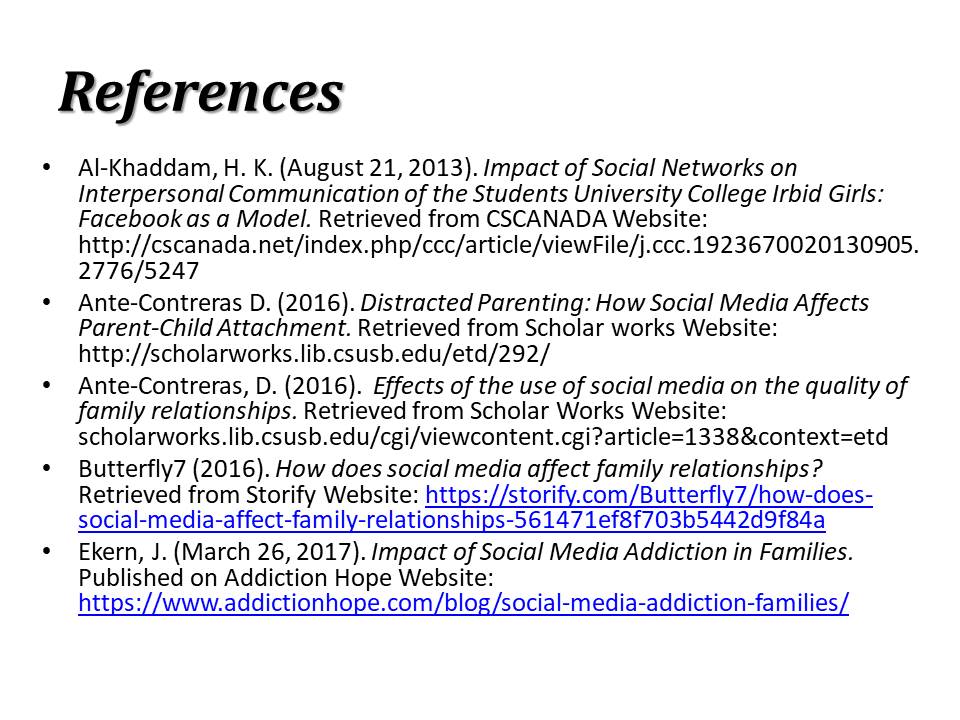 References
• Al-Khaddam, H. K. (August 21, 2013). Impact of Social Networks on
Interpersonal Communication of the Students University College Irbid Girls:
Facebook as a Model. Retrieved from CSCANADA Website:
http://cscanada.net/index.php/ccc/article/viewFile/j.ccc.1923670020130905.
2776/5247
• Ante-Contreras D. (2016). Distracted Parenting: How Social Media Affects
Parent-Child Attachment. Retrieved from Scholar works Website:
http://scholarworks.lib.csusb.edu/etd/292/
• Ante-Contreras, D. (2016).  Effects of the use of social media on the quality of
family relationships. Retrieved from Scholar Works Website:
scholarworks.lib.csusb.edu/cgi/viewcontent.cgi?article=1338&context=etd
• Butterfly7 (2016). How does social media affect family relationships?
Retrieved from Storify Website: https://storify.com/Butterfly7/how-does-
social-media-affect-family-relationships-561471ef8f703b5442d9f84a
• Ekern, J. (March 26, 2017). Impact of Social Media Addiction in Families.
Published on Addiction Hope Website:
https://www.addictionhope.com/blog/social-media-addiction-families/